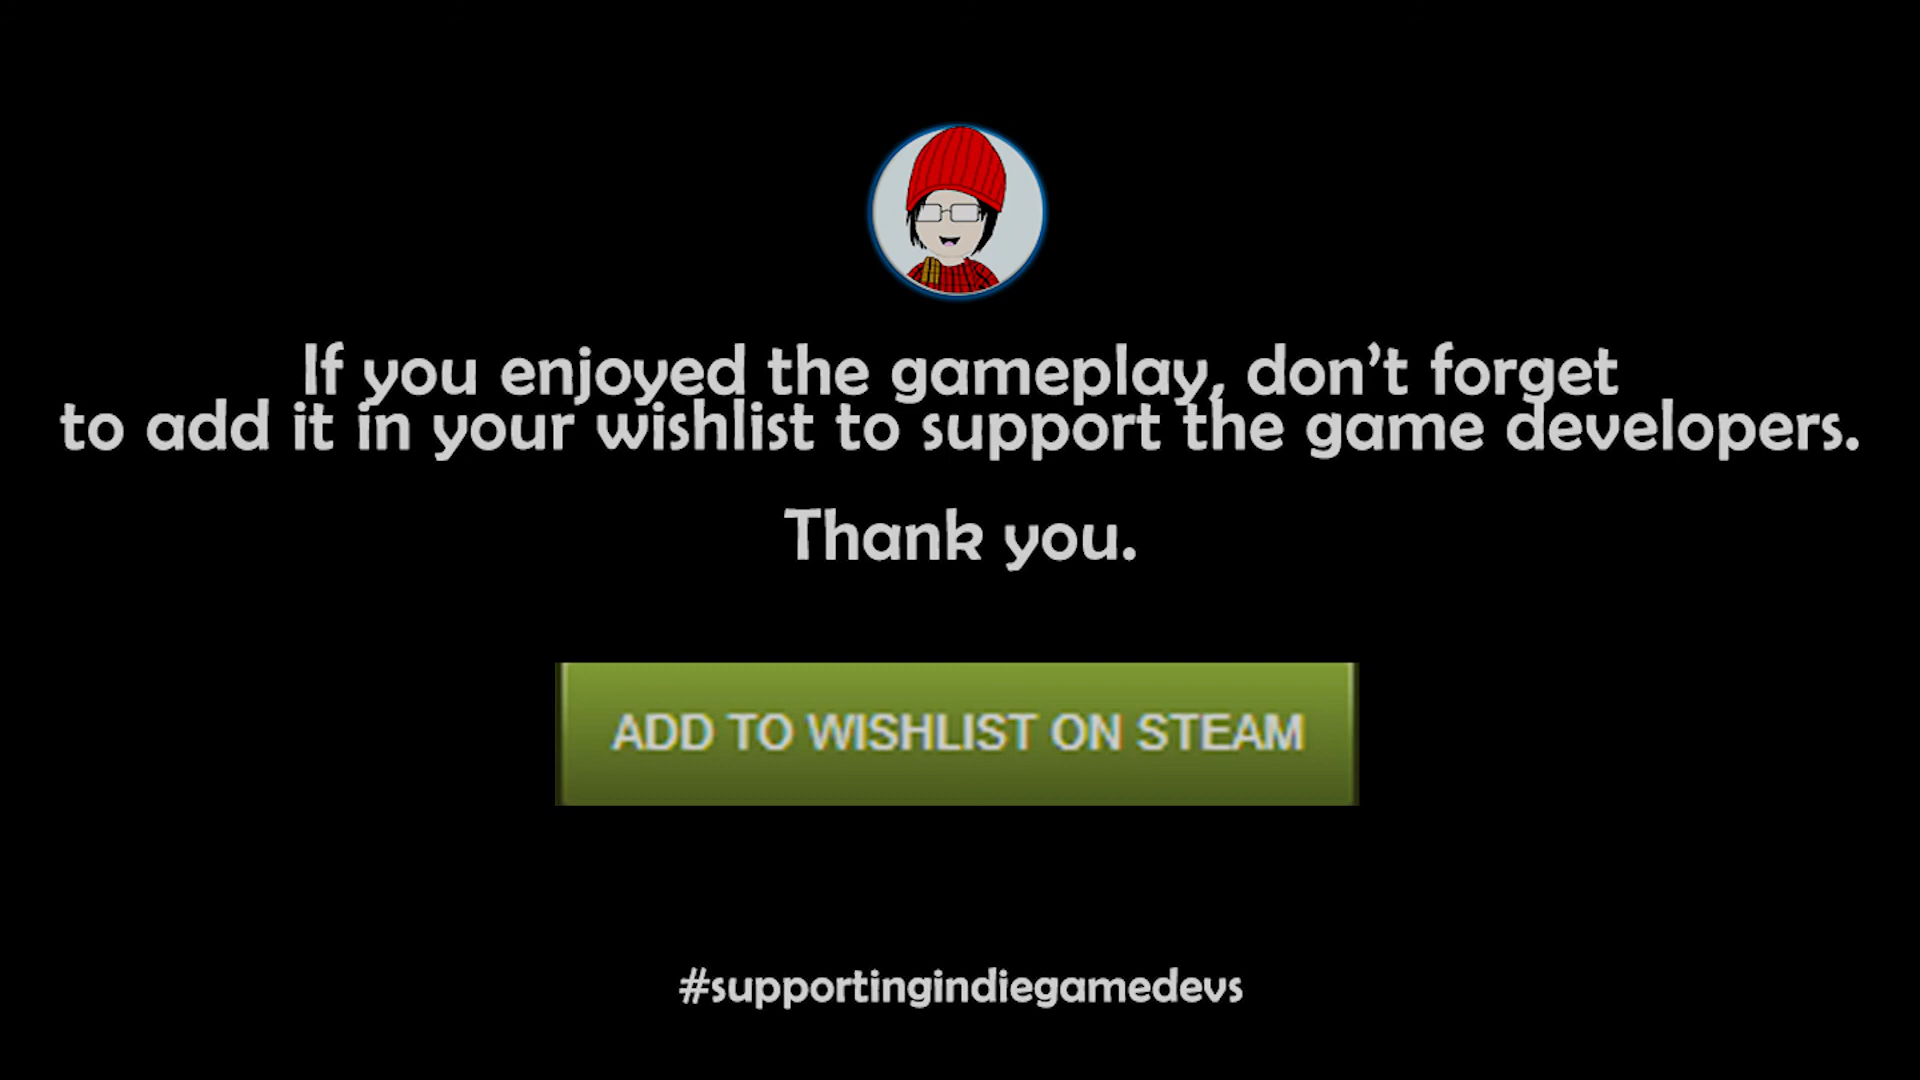 If you enjoyed the gameplay, don’t forget
to add it in your wishlist to support the game developers.
Thank you.
ADD TO WISHLIST ON STEAM
#supportingindiegamedevs